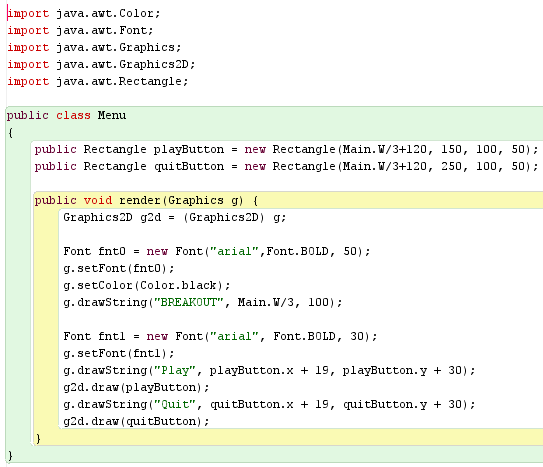 import java.awt.Color;
import java.awt.Font;
import java.awt.Graphics;
import java.awt.Graphics2D;
import java.awt.Rectangle;

public class Menu
{
    public Rectangle playButton = new Rectangle(Main.W/3+120, 150, 100, 50);
    public Rectangle quitButton = new Rectangle(Main.W/3+120, 250, 100, 50);

    public void render(Graphics g) {
        Graphics2D g2d = (Graphics2D) g;

        Font fnt0 = new Font("arial",Font.BOLD, 50);
        g.setFont(fnt0);
        g.setColor(Color.black);
        g.drawString("BREAKOUT", Main.W/3, 100);

        Font fnt1 = new Font("arial", Font.BOLD, 30);
        g.setFont(fnt1);
        g.drawString("Play", playButton.x + 19, playButton.y + 30);
        g2d.draw(playButton);
        g.drawString("Quit", quitButton.x + 19, quitButton.y + 30);
        g2d.draw(quitButton);
    }
}